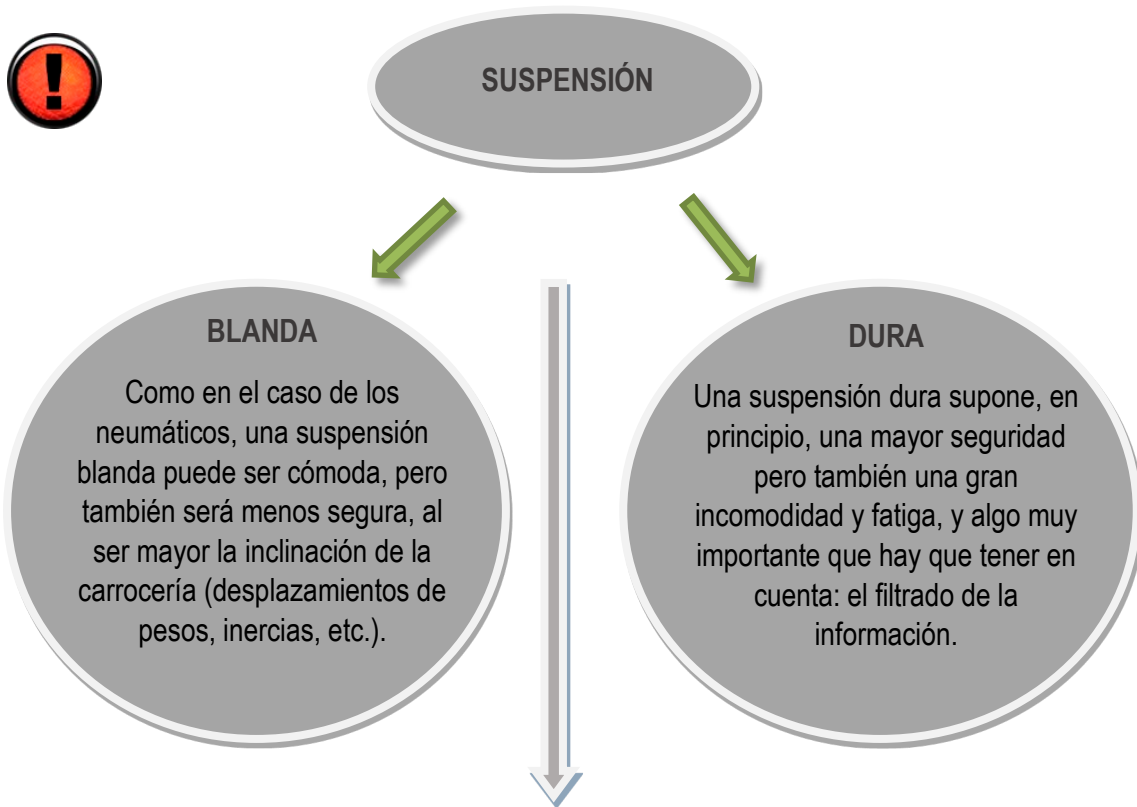 SUSPENSIÓN
BLANDA
Como en el caso de los
neumáticos, una suspensión
blanda puede ser cómoda, pero
también será menos segura, al
ser mayor la inclinación de la
carrocería (desplazamientos de
pesos, inercias, etc.).
DURA
Una suspensión dura supone, en
principio, una mayor seguridad
pero también una gran
incomodidad y fatiga, y algo muy
importante que hay que tener en
cuenta: el filtrado de la
información.